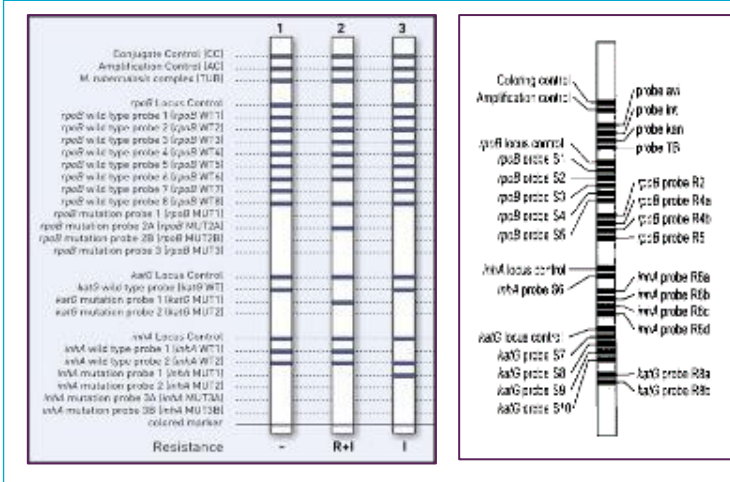 1 2 3
Conjugate Control (CC)
Amplification Control (AC)
M. tuberculosis complex (TUB)
rpoB Locus Control
rpoB wild type probe 1 (rpoB WT1)
rpoB wild type probe 2 (rpoB WT2)
rpoB wild type probe 3 (rpoB WT3)
rpoB wild type probe 4 (rpoB WT4)
rpoB wild type probe 5 (rpoB WT5)
rpoB wild type probe 6 (rpoB WT6)
rpoB wild type probe 7 (rpoB WT7)
rpoB wild type probe 8 (rpoB WT8)
rpoB mutation probe 1 (rpoB MUT1)
rpoB mutation probe 2A (rpoB MUT2A)
rpoB mutation probe 2B (rpoB MUT2B)
rpoB mutation probe 3 (rpoB MUT3)
katG Locus Control
katG wild type probe (katG WT)
katG mutation probe 1 (katG MUT1)
katG mutation probe 2 (katG MUT2)
inhA Locus Control
inhA wild type probe 1 (inhA WT1)
inhA wild type probe 2 (inhA WT2)
inhA mutation probe 1 (inhA MUT1)
inhA mutation probe 2 (inhA MUT2)
inhA mutation probe 3A (inhA MUT3A)
inhA mutation probe 3B (inhA MUT3B)
colored marker
Resistance - R+I I
Coloring control
Amplification control
probe avi
probe int
probe kan
probe TB
rpoB locus control
rpoB probe S1
rpoB probe S2
rpoB probe S3
rpoB probe S4
rpoB probe
rpoB probe R2
rpoB probe R4a
rpoB probe R4b
rpoB probe R5
inhA locus control
inhA probe S6
inhA probe
inhA probe
inhA probe
inhA probe
katG locus control
katG probe S7
katG probe S8
katG probe S9
katG probe S10
katG probe
katG probe